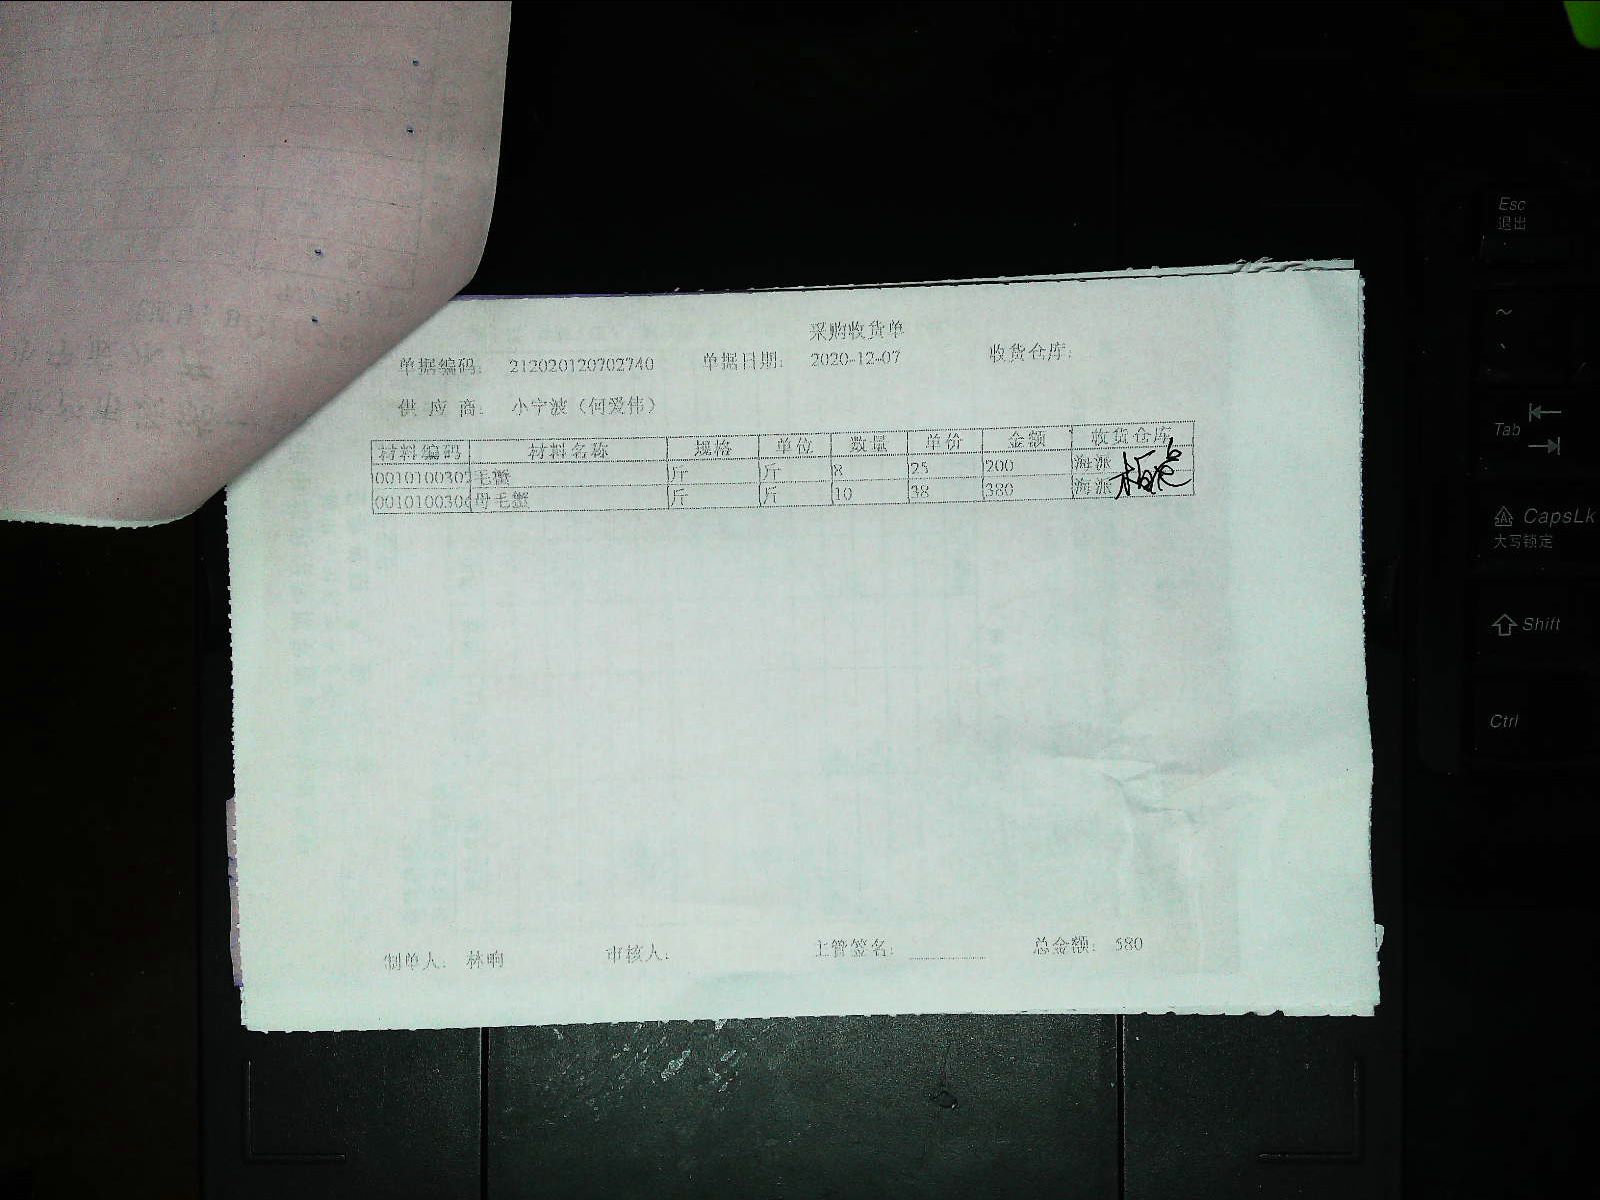 采购收货单
单据编码: 212020120702740 单据日期: 2020-12-07 收货仓库:
供 应 商: 小宁波（何爱伟）
材料编码 材料名称 规格 单位 数量 单价 金额 收货仓库
0010100302 毛蟹 斤 斤 8 25 200 海派
0010100306 母毛蟹 斤 斤 10 38 380 海派
制单人: 林响 审核人: 主管签名: 总金额: 580
Esc
退出
~
`
Tab
CapsLk
大写锁定
Shift
Ctrl